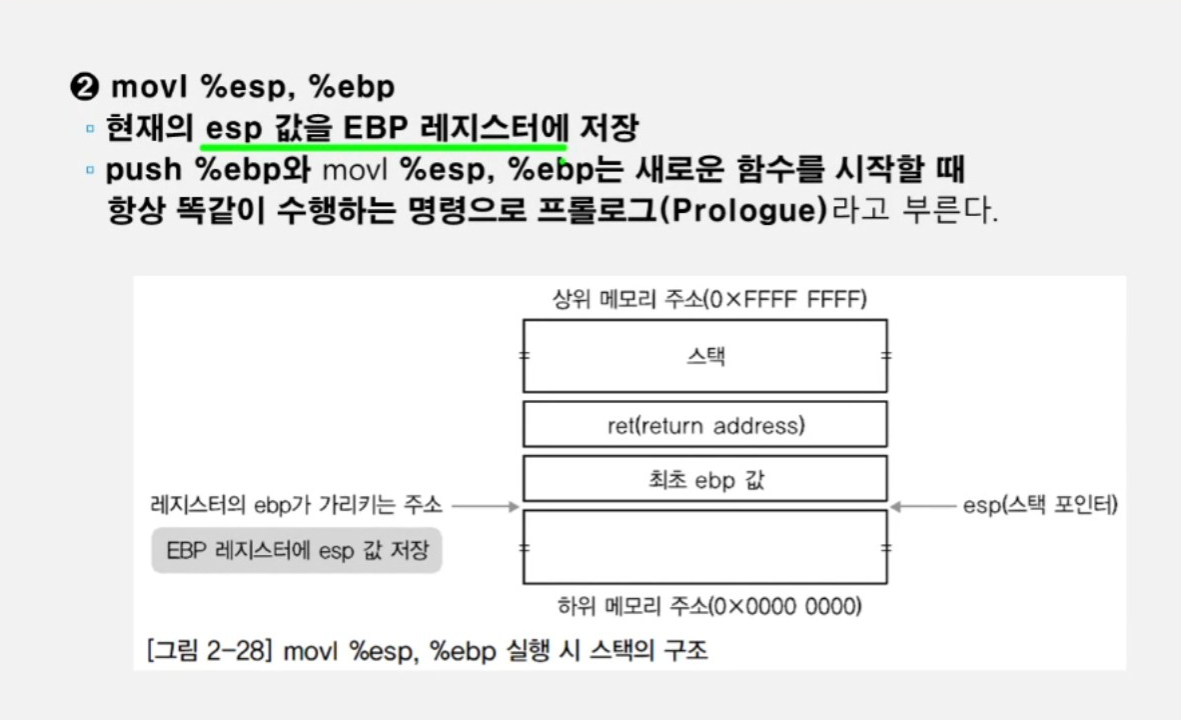 ❷ movl %esp, %ebp
▫ 현재의 esp 값을 EBP 레지스터에 저장
▫ push %ebp와 movl %esp, %ebp는 새로운 함수를 시작할 때
항상 똑같이 수행하는 명령으로 프롤로그(Prologue)라고 부른다.
상위 메모리 주소(0×FFFF FFFF)
스택
ret(return address)
최초 ebp 값
레지스터의 ebp가 가리키는 주소
esp(스택 포인터)
EBP 레지스터에 esp 값 저장
하위 메모리 주소(0×0000 0000)
[그림 2-28] movl %esp, %ebp 실행 시 스택의 구조